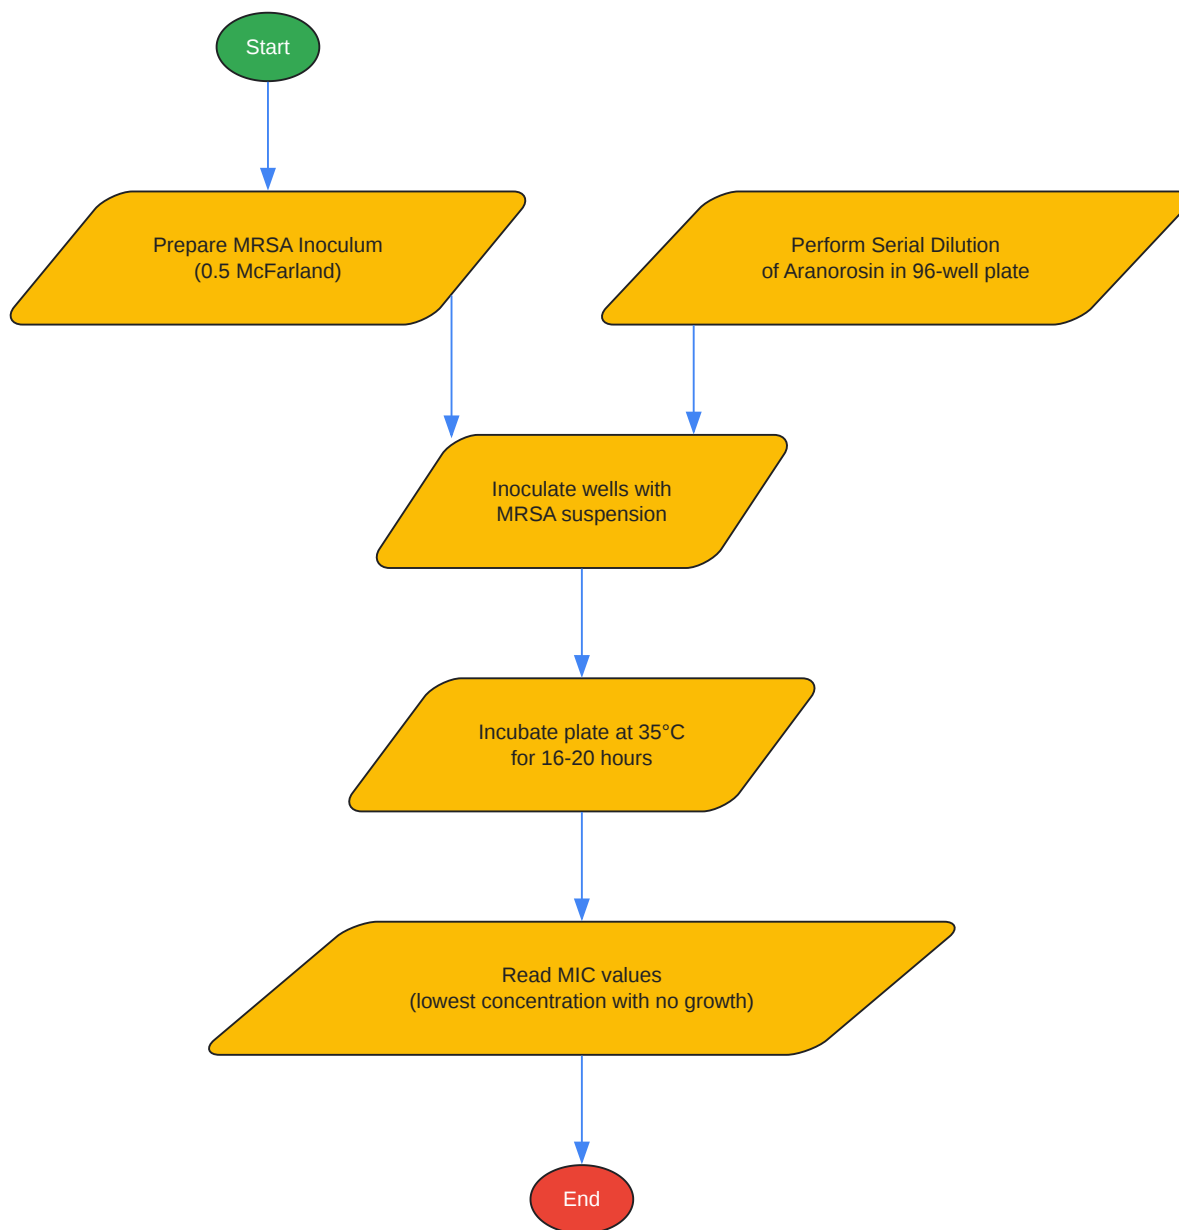 Start
Prepare MRSA Inoculum
(0.5 McFarland)
Perform Serial Dilution
of Aranorosin in 96-well plate
Inoculate wells with
MRSA suspension
Incubate plate at 35°C
for 16-20 hours
Read MIC values
(lowest concentration with no growth)
End